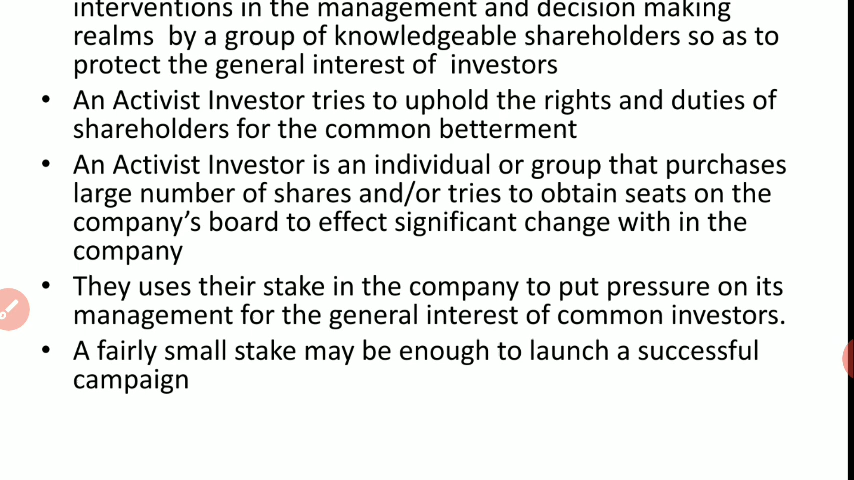 interventions in the management and decision making
realms by a group of knowledgeable shareholders so as to
protect the general interest of investors
• An Activist Investor tries to uphold the rights and duties of
shareholders for the common betterment
• An Activist Investor is an individual or group that purchases
large number of shares and/or tries to obtain seats on the
company's board to effect significant change with in the
company
• They uses their stake in the company to put pressure on its
management for the general interest of common investors.
• A fairly small stake may be enough to launch a successful
campaign